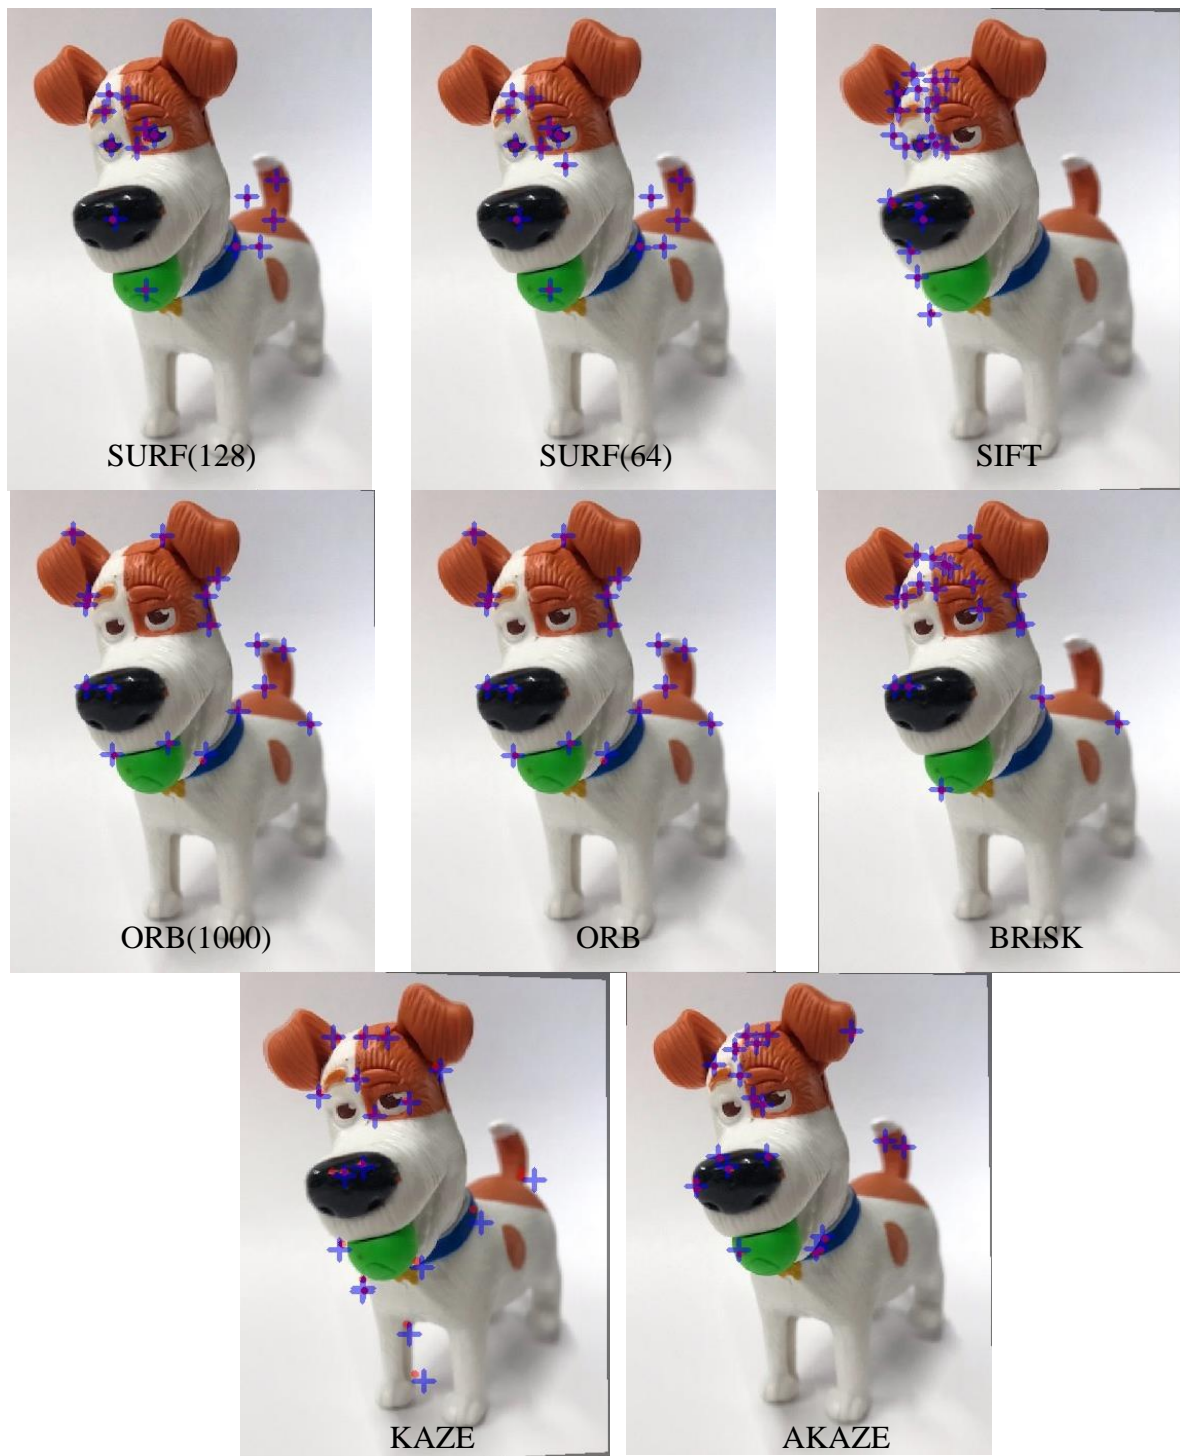 SURF(128)
SURF(64)
SIFT
ORB(1000)
ORB
BRISK
KAZE
AKAZE